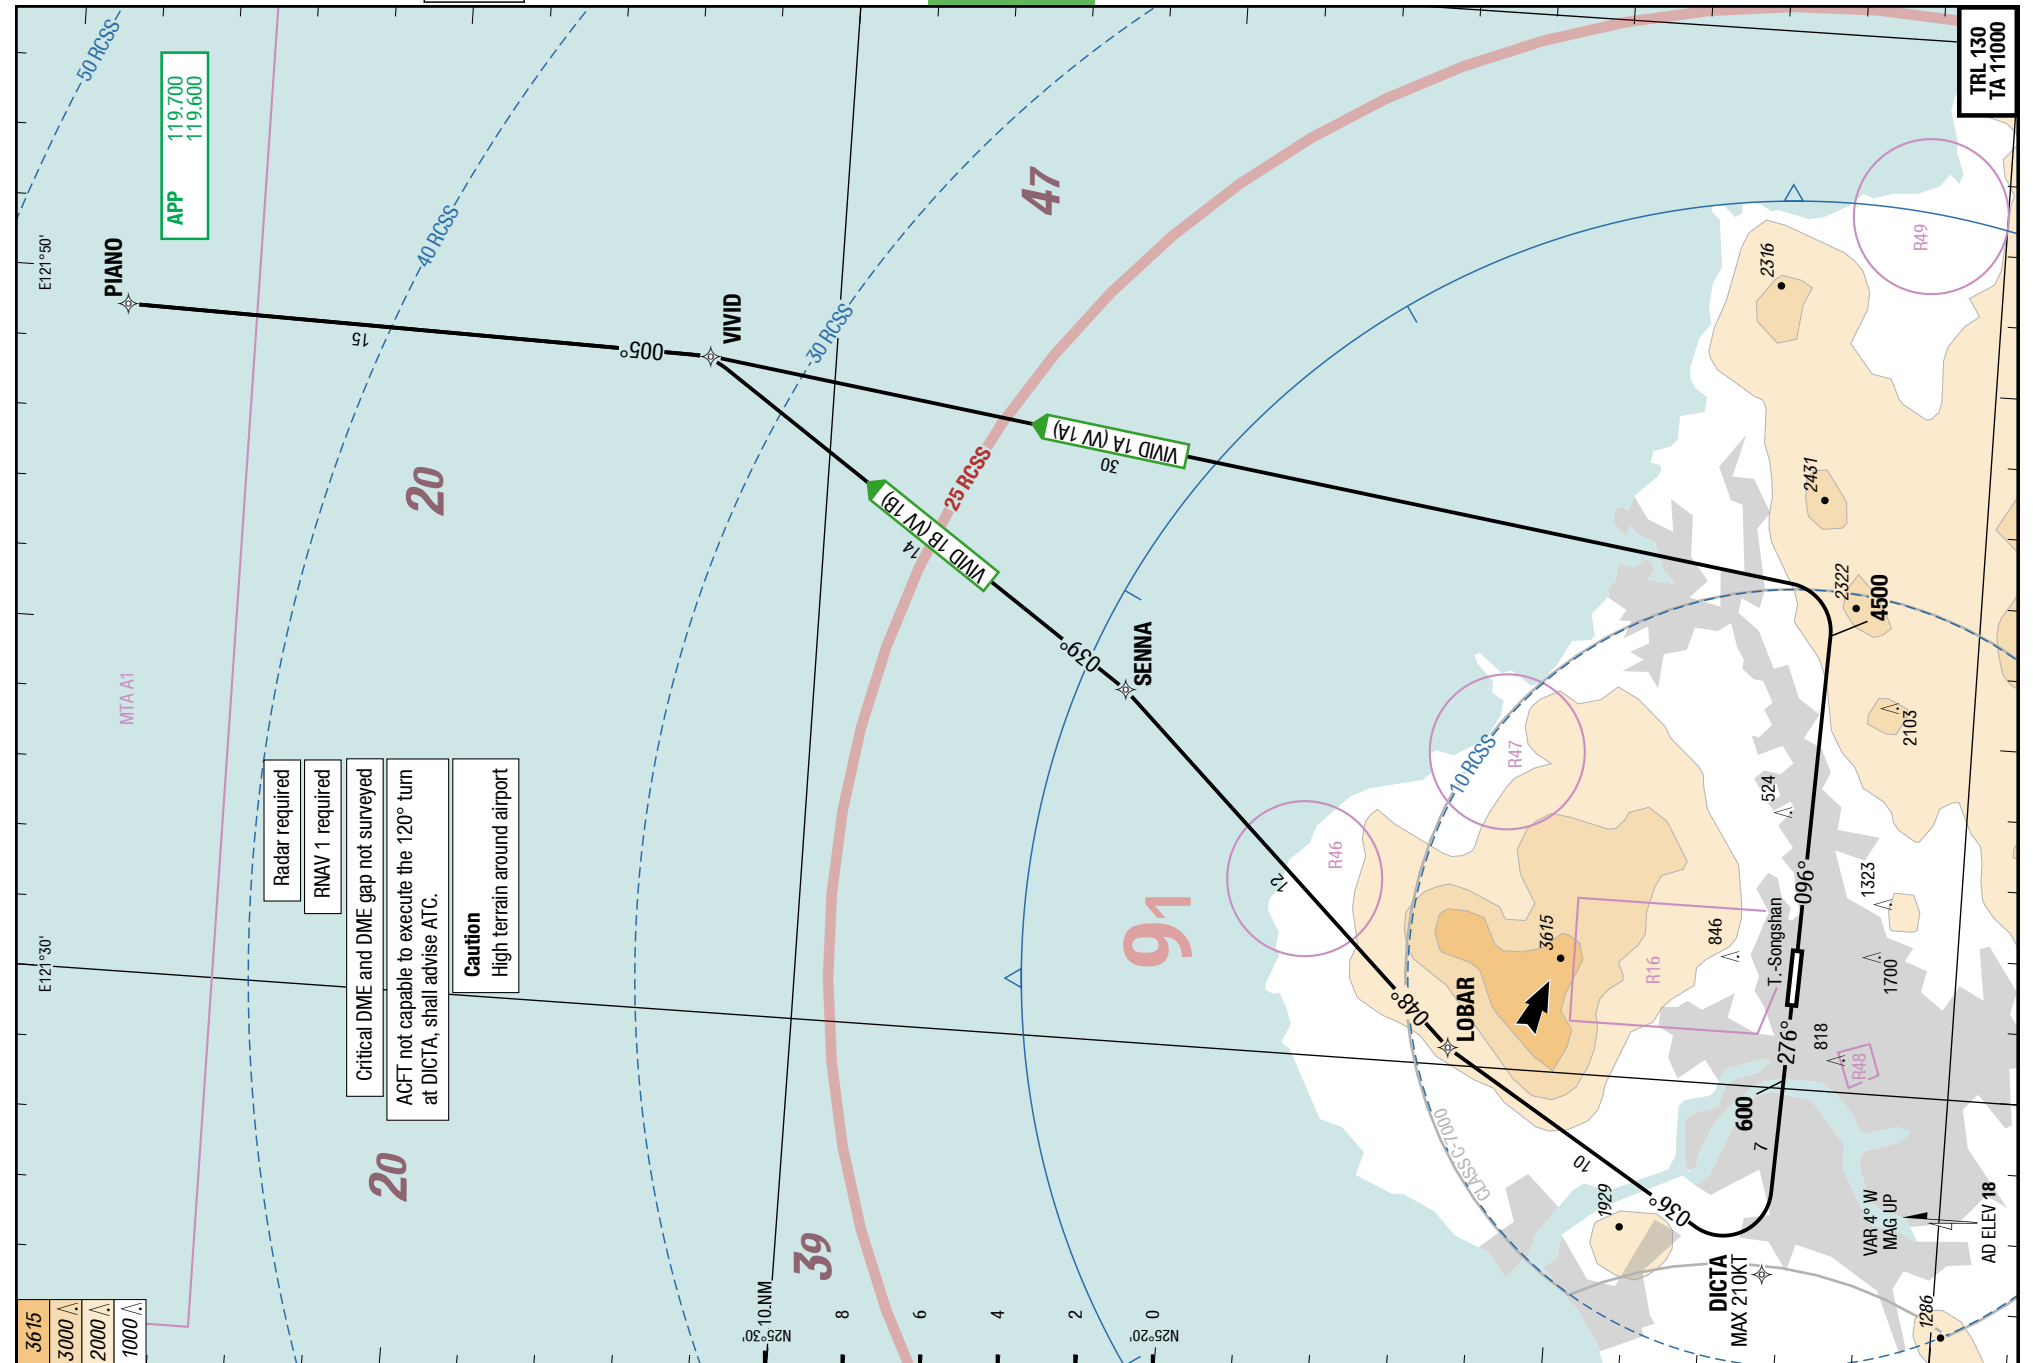 TRL 130
TA 11000
50 RCSS
APP 119.700
119.600
E121°50'
PIANO
40 RCSS
47
15
005°
VIVID
30 RCSS
MTA A1
20
25 RCSS
VIVID 1A (VV 1A)
30
VIVID 1B (VV 1B)
14
039°
SENNA
R49
2316
2431
2322
4500
2103
R47
10 RCSS
524
Radar required
RNAV 1 required
Critical DME and DME gap not surveyed
ACFT not capable to execute the 120° turn
at DICTA, shall advise ATC.
Caution
High terrain around airport
E121°30'
91
R46
12
3615
R16
846
T.-Songshan
096°
1323
1700
048°
LOBAR
276°
818
R48
600
7
10
CLASS C-7000
1929
036°
20
39
DICTA
MAX 210KT
VAR 4° W
MAG UP
AD ELEV 18
1286
3615
3000
2000
1000
10 NM
N25°30'
8
6
4
2
0
N25°20'